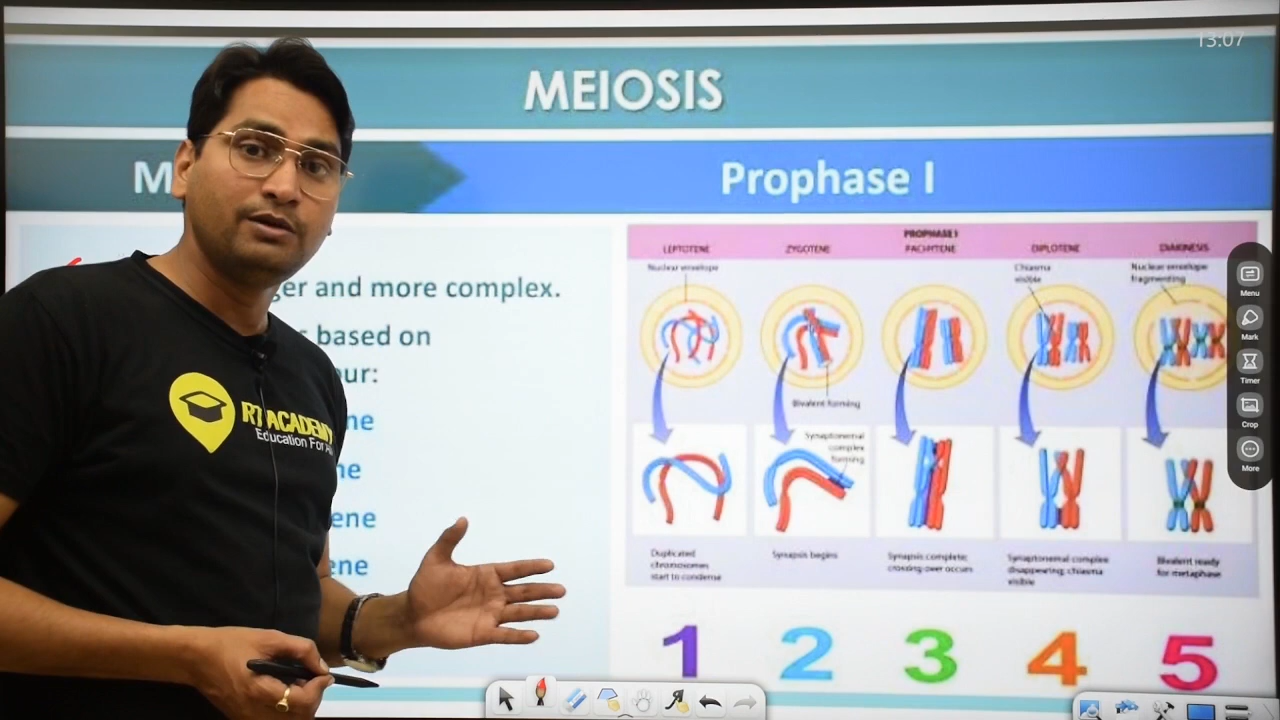 13:07
MEIOSIS
M
Prophase I
ger and more complex.
s based on
our:
ne
ne
ene
ene
RT ACADEMY
Education For All
PROPHASE I
LEPTOTENE
ZYGOTENE
PACHYTENE
DIPLOTENE
DIAKINESIS
Nuclear envelope
Chiasma
visible
Nuclear envelope
fragmenting
Bivalent forming
Synaptonemal
complex
forming
Duplicated
chromosomes
start to condense
Synapsis begins
Synapsis complete;
crossing over occurs
Synaptonemal complex
disappearing; chiasma
visible
Bivalent ready
for metaphase
1 2 3 4 5
Menu
Mark
Timer
Crop
More